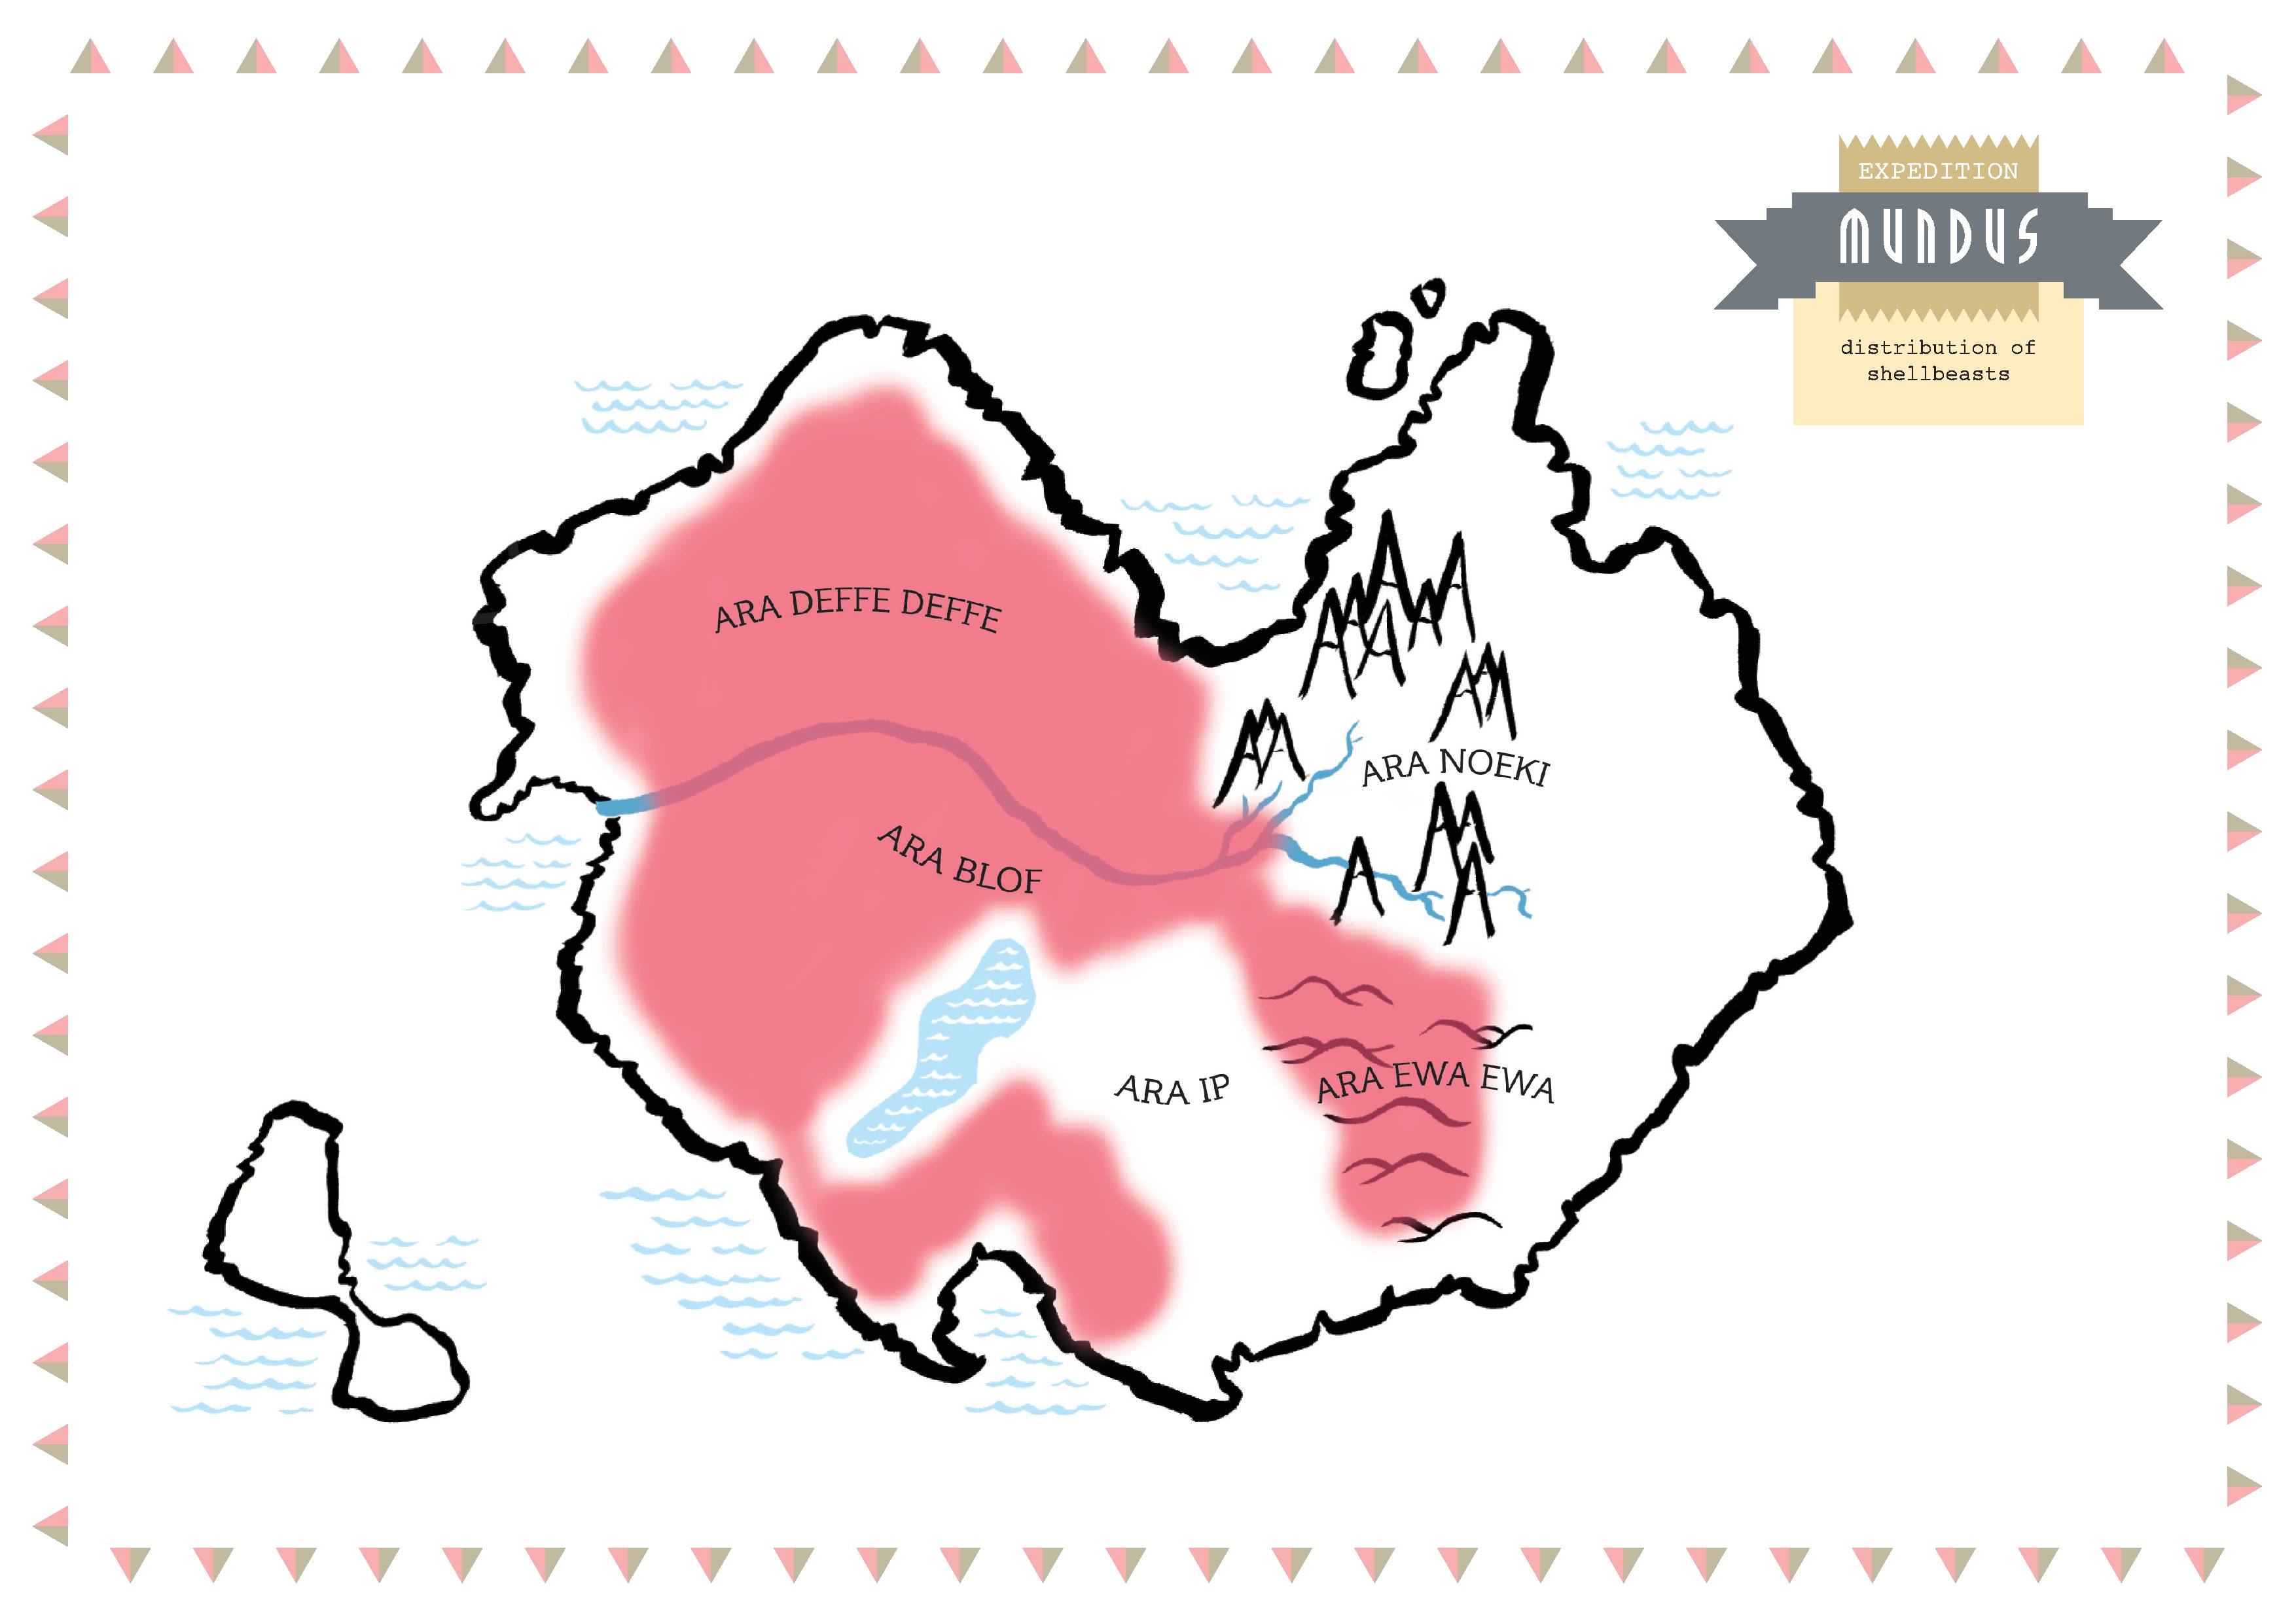 EXPEDITION
MUNDUS
distribution of
shellbeasts
ARA DEFFE DEFFE
ARA NOEKI
ARA BLOF
ARA IP
ARA EWA EWA